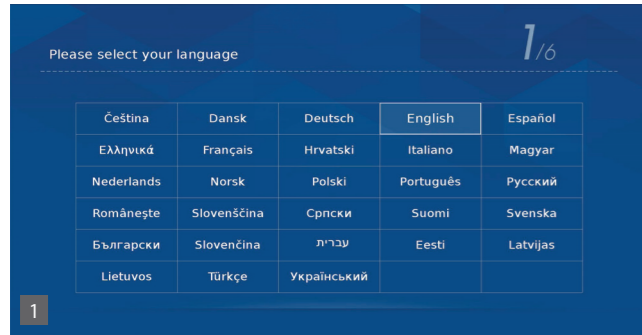 Please select your language 1/6
Čeština Dansk Deutsch English Español
Ελληνικά Français Hrvatski Italiano Magyar
Nederlands Norsk Polski Português Русский
Românește Slovenščina Српски Suomi Svenska
Български Slovenčina עברית Eesti Latvijas
Lietuvos Türkçe Український
1